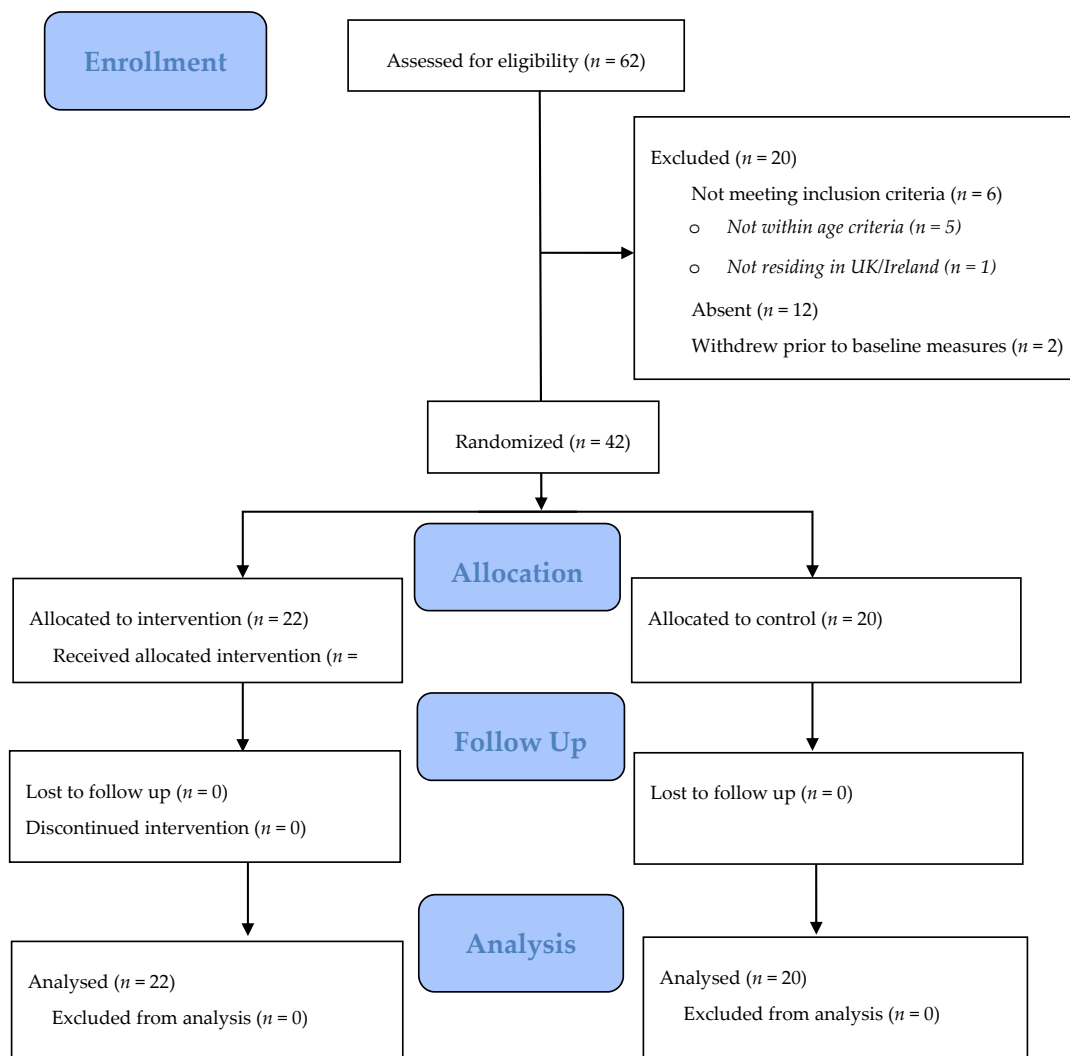 Enrollment
Assessed for eligibility (n = 62)
Excluded (n = 20)
Not meeting inclusion criteria (n = 6)
o Not within age criteria (n = 5)
o Not residing in UK/Ireland (n = 1)
Absent (n = 12)
Withdrew prior to baseline measures (n = 2)
Randomized (n = 42)
Allocation
Allocated to intervention (n = 22)
Received allocated intervention (n =
Allocated to control (n = 20)
Follow Up
Lost to follow up (n = 0)
Discontinued intervention (n = 0)
Lost to follow up (n = 0)
Analysis
Analysed (n = 22)
Excluded from analysis (n = 0)
Analysed (n = 20)
Excluded from analysis (n = 0)